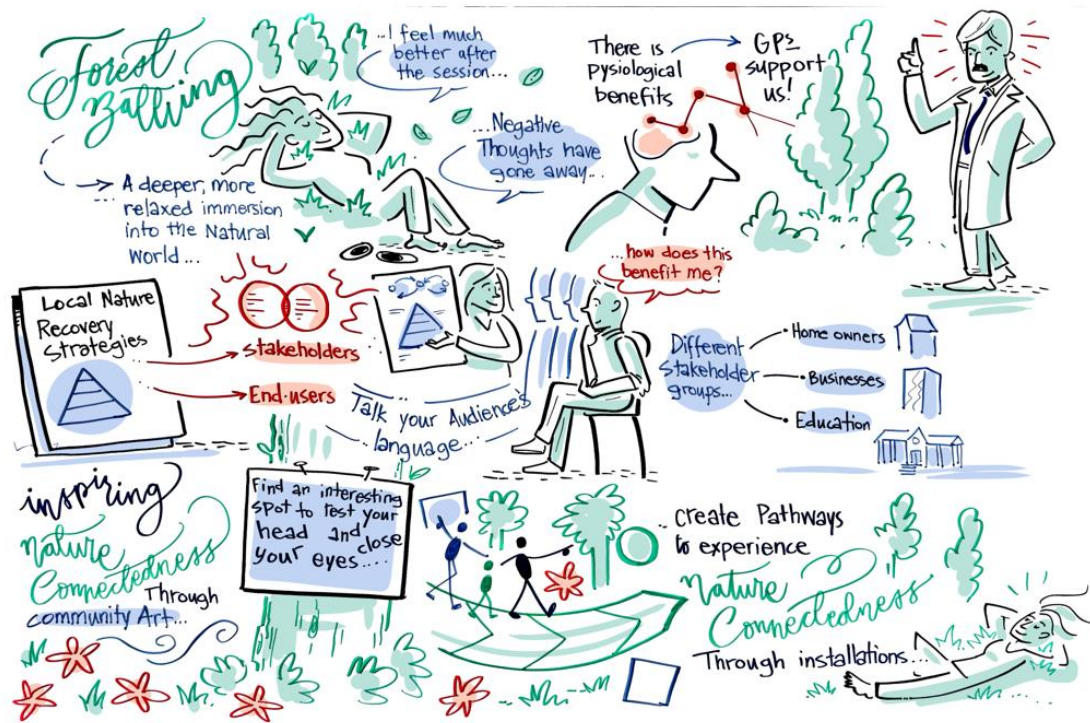 Forest
Bathing
...I feel much
better after
the session...
...Negative
Thoughts have
gone away...
→ A deeper, more
relaxed immersion
into the Natural
world...
There is
pysiological
benefits
GPs
support
us!
Local Nature
Recovery
Strategies
Stakeholders
End-users
Talk your Audiences
language...
...how does this
benefit me?
Different
Stakeholder
groups...
Home owners
Businesses
Education
inspiring
Nature
Connectedness
Through
community Art...
Find an interesting
spot to rest your
head and close
your eyes....
..create Pathways
to experience
Nature
Connectedness
Through installations...